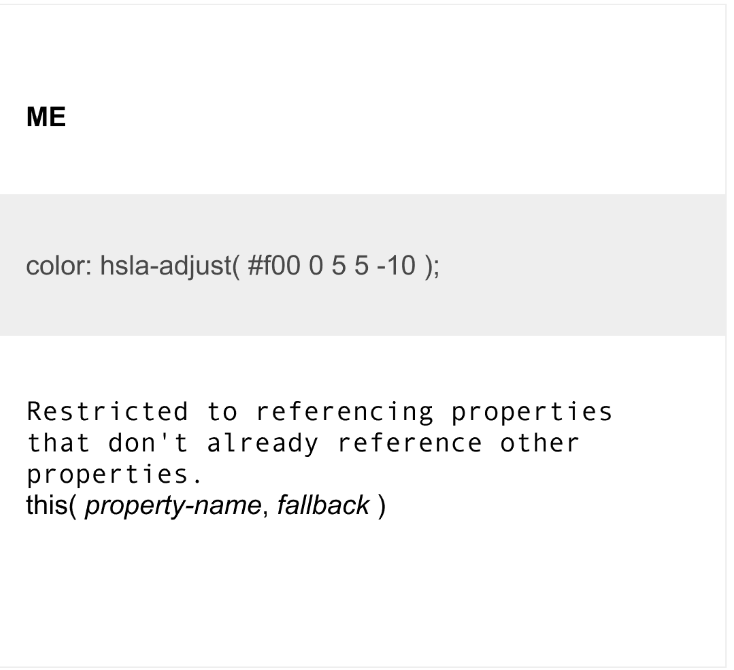 ME
color: hsla-adjust( #f00 0 5 5 -10 );
Restricted to referencing properties
that don't already reference other
properties.
this( property-name, fallback )